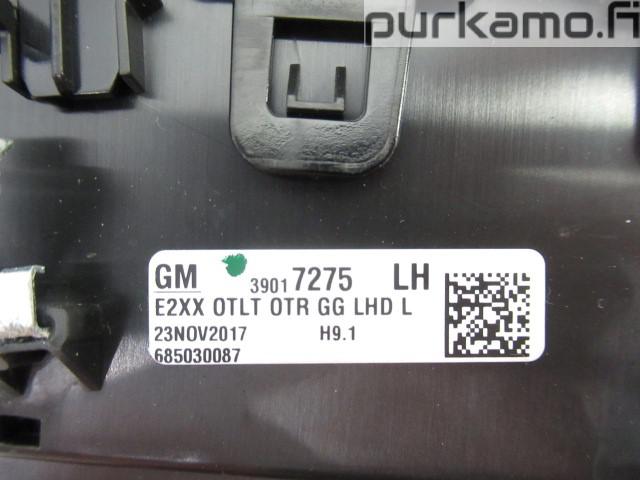 purkamo.fi
GM 39017275 LH
E2XX OTLT OTR GG LHD L
23NOV2017 H9.1
685030087